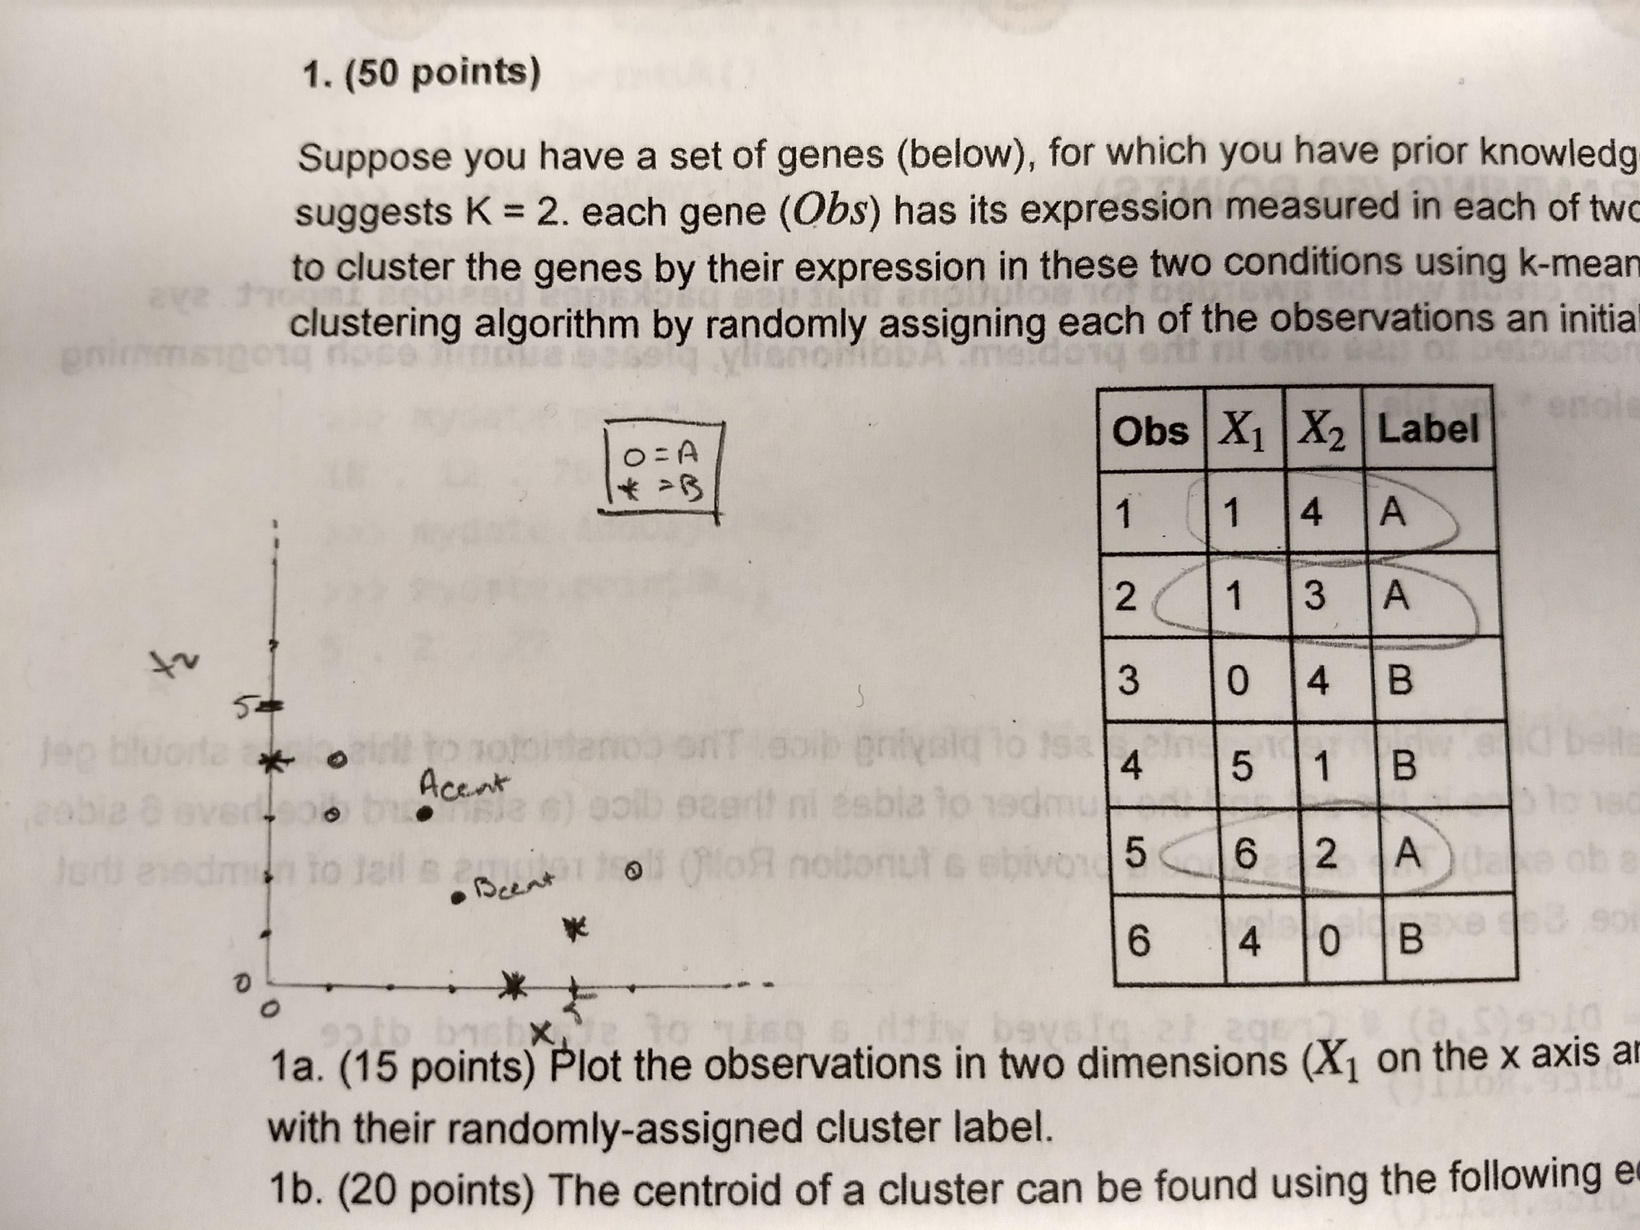 1. (50 points)
Suppose you have a set of genes (below), for which you have prior knowledg
suggests K = 2. each gene (Obs) has its expression measured in each of two
to cluster the genes by their expression in these two conditions using k-mean
clustering algorithm by randomly assigning each of the observations an initial
O = A
* = B
Obs X₁ X₂ Label
1 1 4 A
2 1 3 A
3 0 4 B
4 5 1 B
5 6 2 A
6 4 0 B
X2
5
Acent
Bcent
0
0
5
X₁
1a. (15 points) Plot the observations in two dimensions (X₁ on the x axis an
with their randomly-assigned cluster label.
1b. (20 points) The centroid of a cluster can be found using the following e